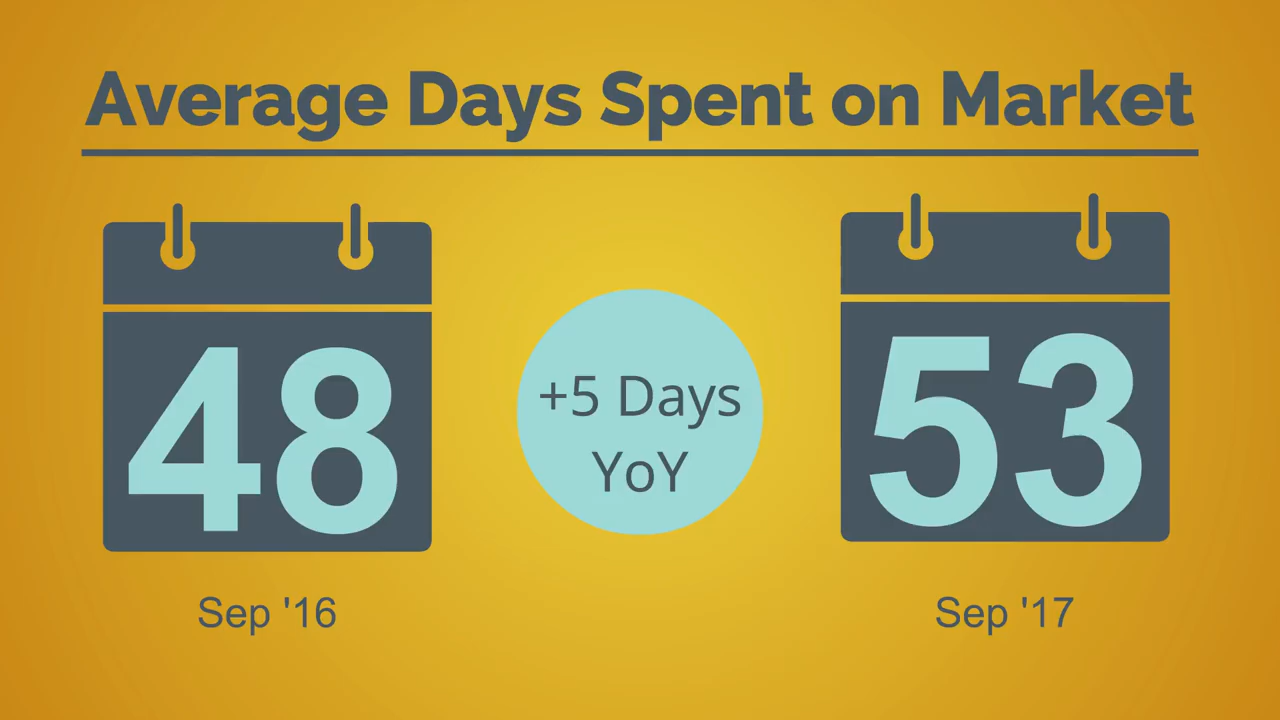 Average Days Spent on Market
48
+5 Days
YoY
53
Sep '16
Sep '17